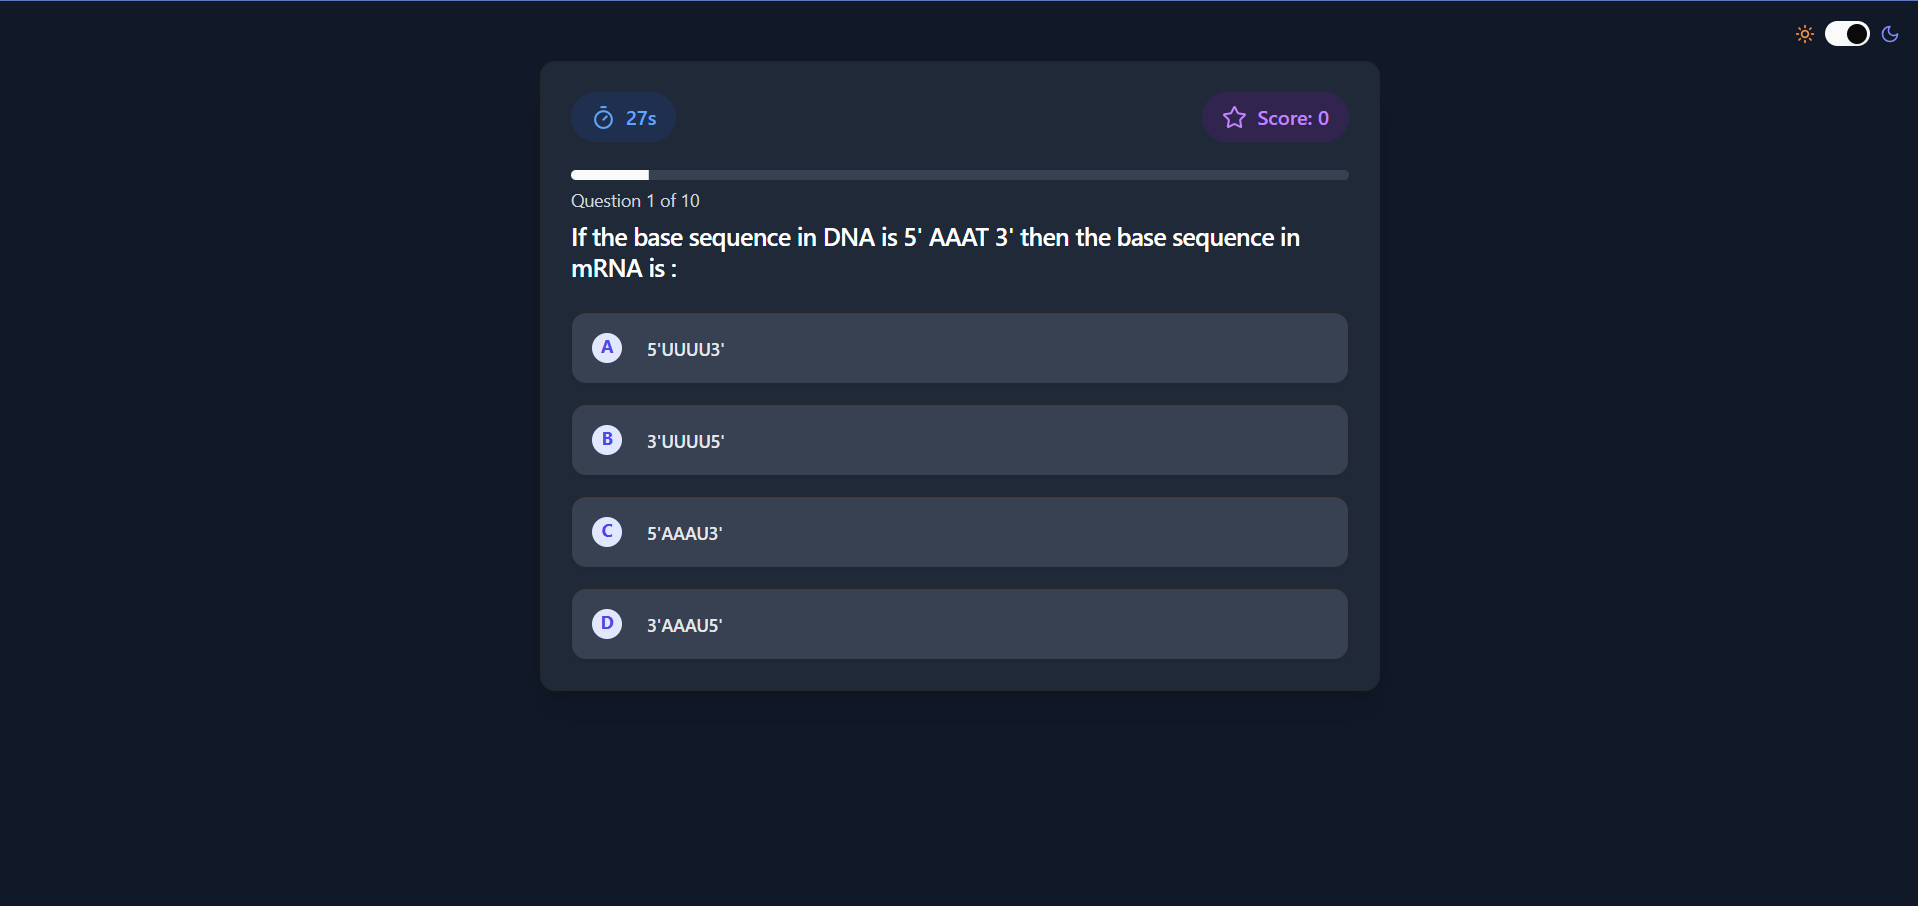 27s
Score: 0
Question 1 of 10
If the base sequence in DNA is 5' AAAT 3' then the base sequence in
mRNA is :
A 5'UUUU3'
B 3'UUUU5'
C 5'AAAU3'
D 3'AAAU5'